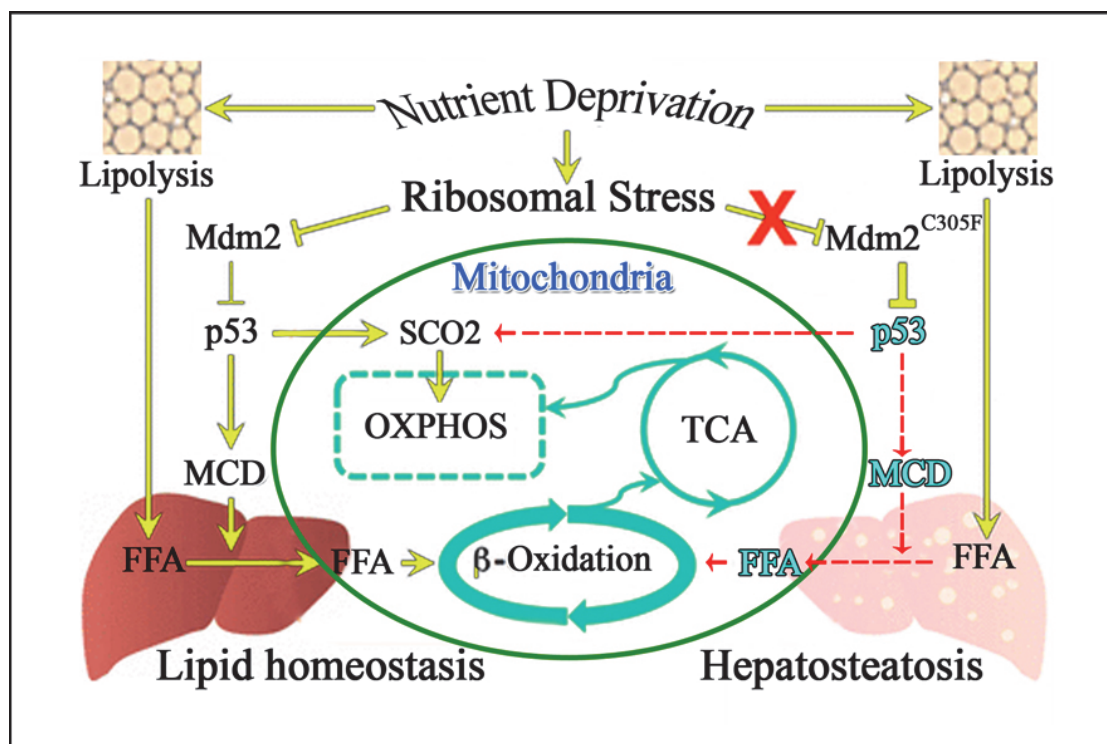 Nutrient Deprivation
Lipolysis
Lipolysis
Ribosomal Stress
X
Mdm2
Mdm2C305F
Mitochondria
p53
SCO2
p53
OXPHOS
TCA
MCD
MCD
FFA
FFA
β-Oxidation
FFA
FFA
Lipid homeostasis
Hepatosteatosis